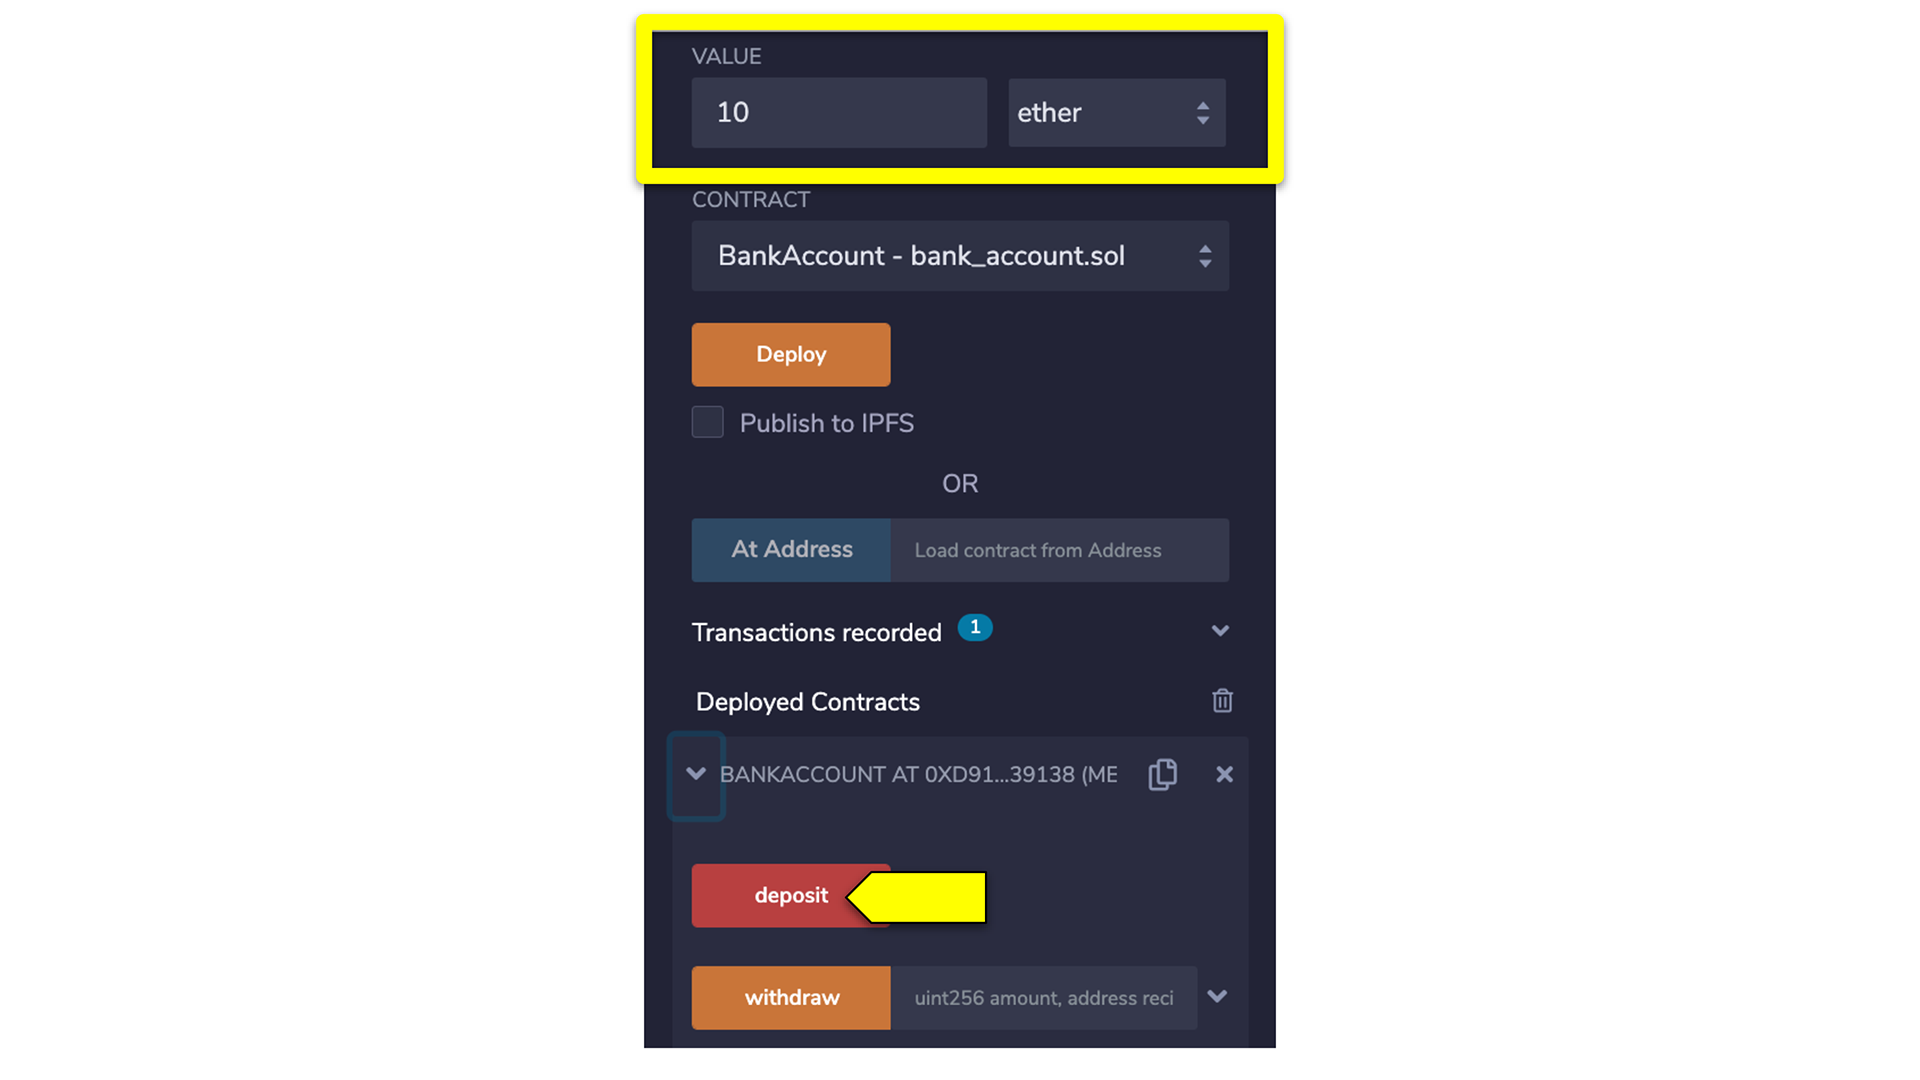 VALUE
10 ether
CONTRACT
BankAccount - bank_account.sol
Deploy
Publish to IPFS
OR
At Address Load contract from Address
Transactions recorded 1
Deployed Contracts
BANKACCOUNT AT 0XD91...39138 (ME
deposit
withdraw uint256 amount, address reci